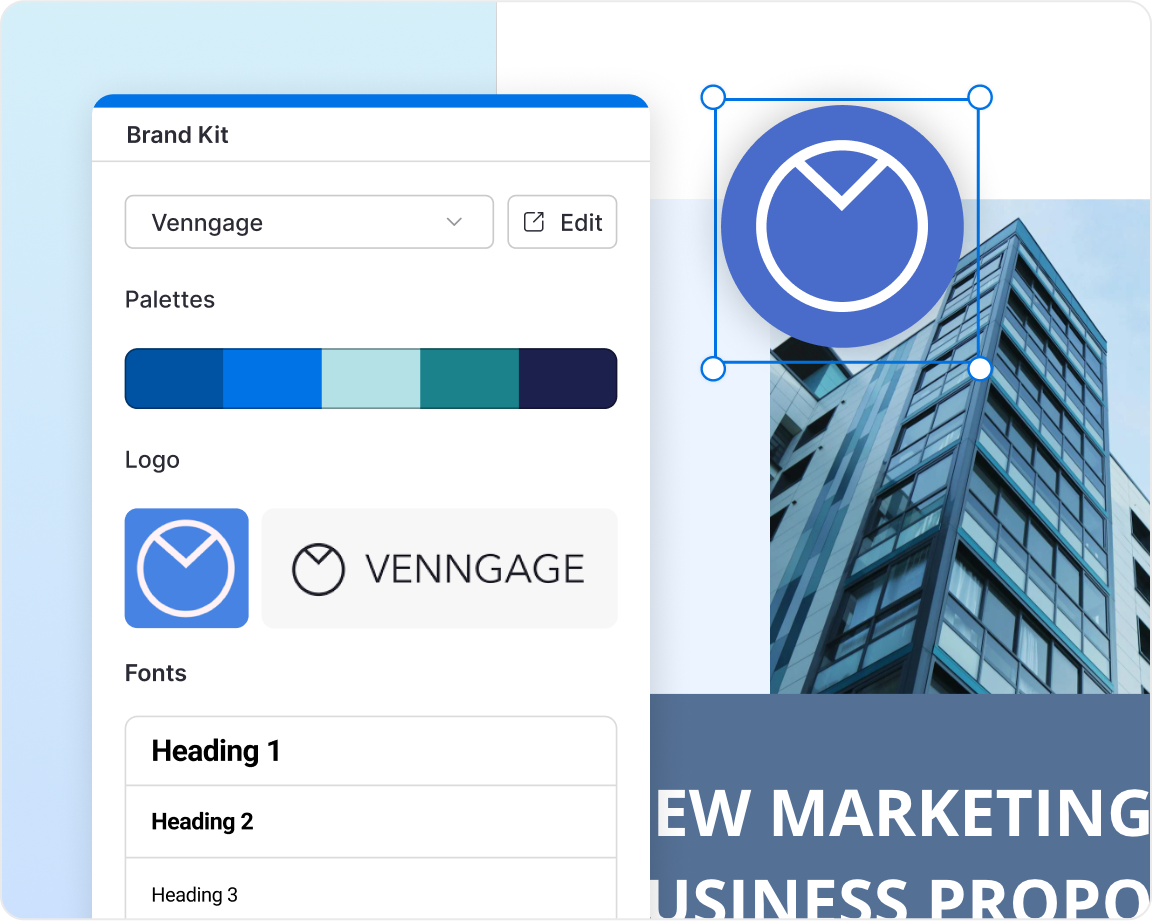 Brand Kit
Venngage
Edit
Palettes
Logo
VENNGAGE
Fonts
Heading 1
Heading 2
Heading 3
EW MARKETING
USINESS PROPO